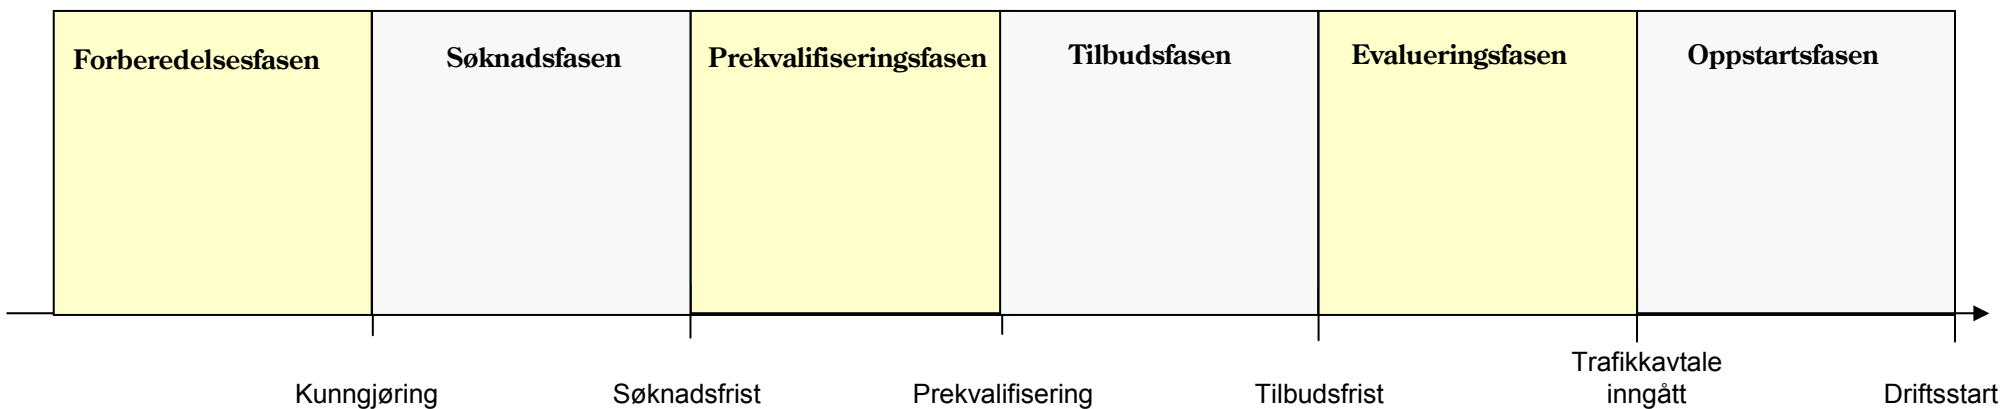 Forberedelsesfasen
Søknadsfasen
Prekvalifiseringsfasen
Tilbudsfasen
Evalueringsfasen
Oppstartsfasen
Kunngjøring
Søknadsfrist
Prekvalifisering
Tilbudsfrist
Trafikkavtale
inngått
Driftsstart